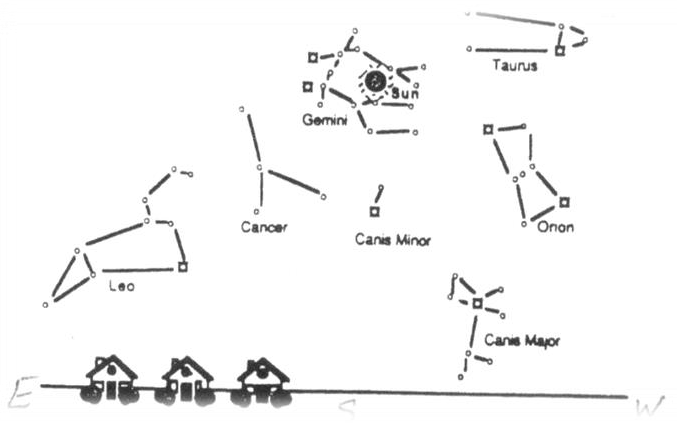 Taurus
Sun
Gemini
Cancer
Canis Minor
Orion
Leo
Canis Major
E S W